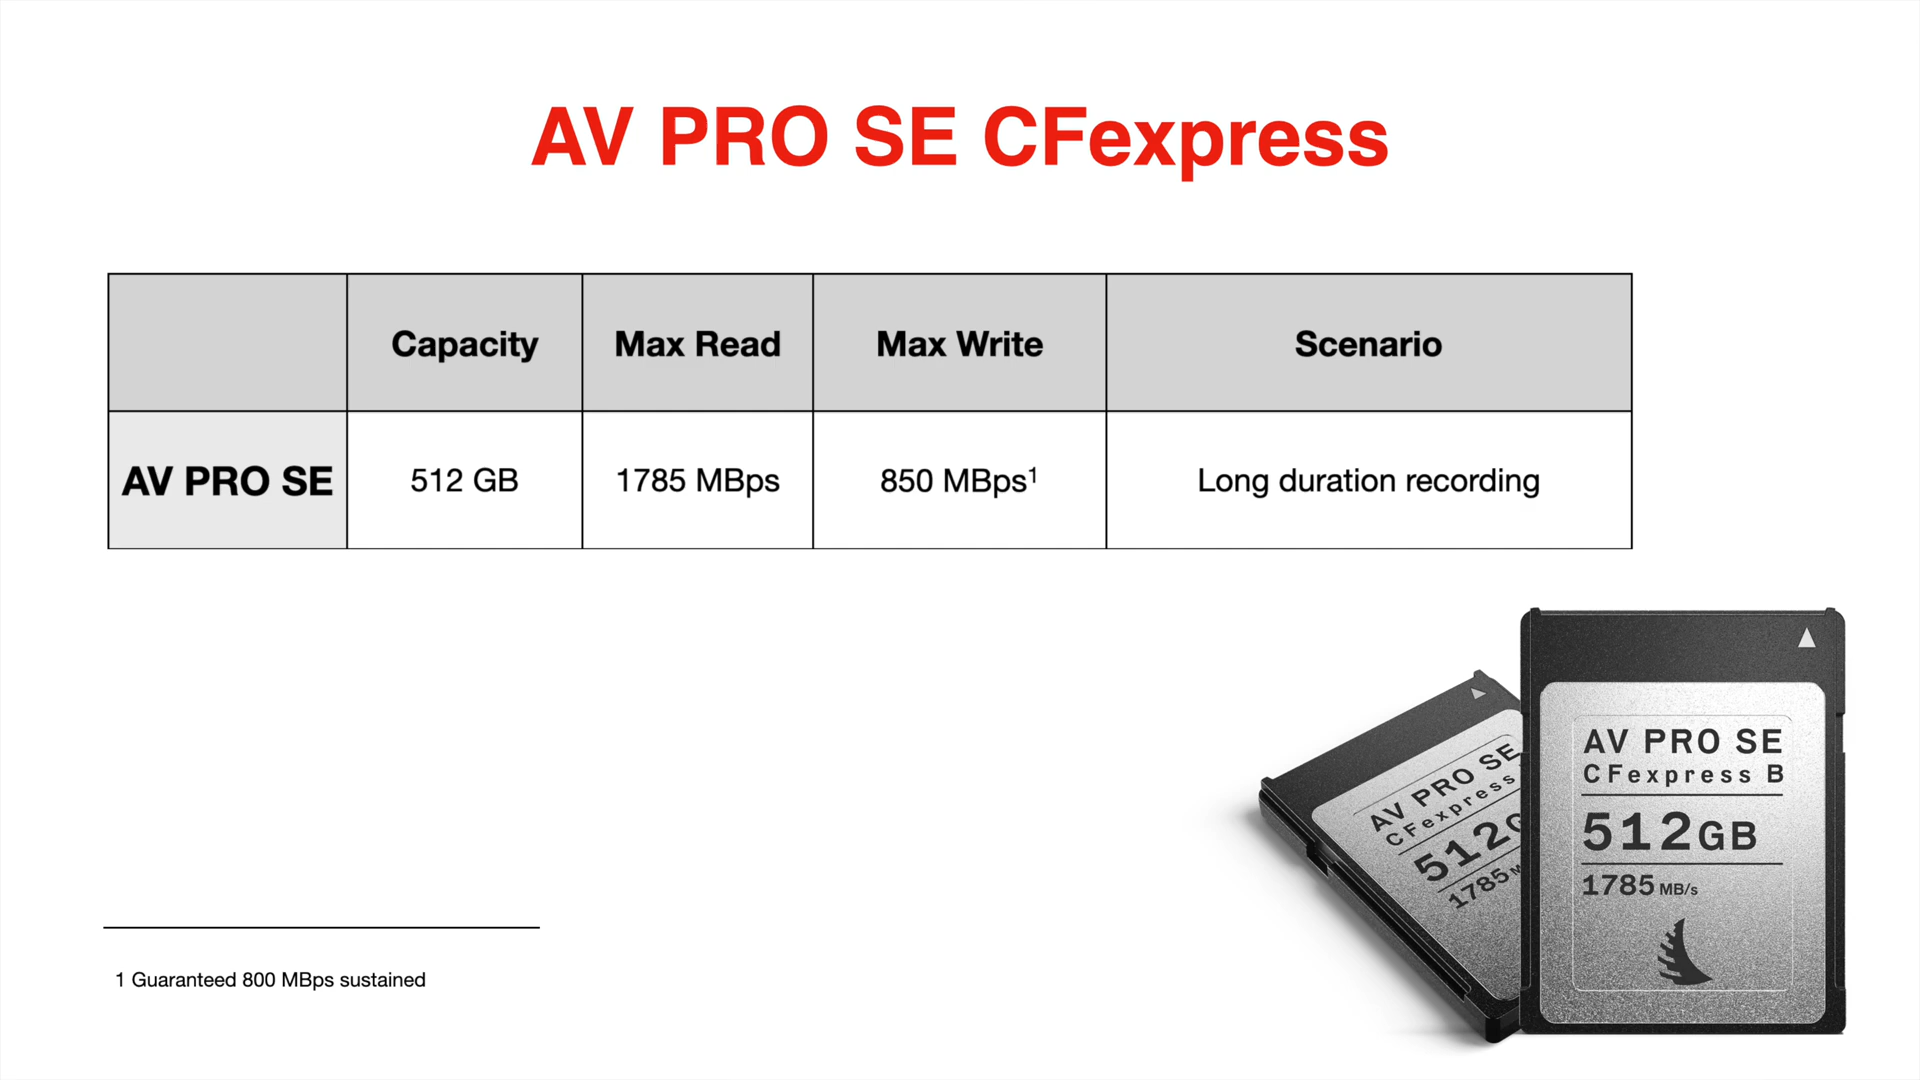 AV PRO SE CFexpress
Capacity Max Read Max Write Scenario
AV PRO SE 512 GB 1785 MBps 850 MBps¹ Long duration recording
AV PRO SE
CFexpress
512
1785
AV PRO SE
CFexpress B
512GB
1785 MB/s
1 Guaranteed 800 MBps sustained